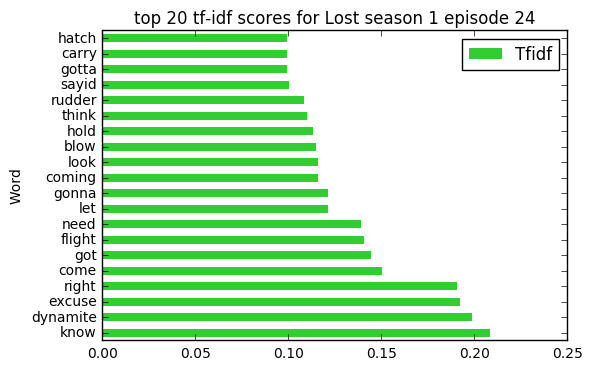 top 20 tf-idf scores for Lost season 1 episode 24
Tfidf
Word
hatch
carry
gotta
sayid
rudder
think
hold
blow
look
coming
gonna
let
need
flight
got
come
right
excuse
dynamite
know
0.00 0.05 0.10 0.15 0.20 0.25